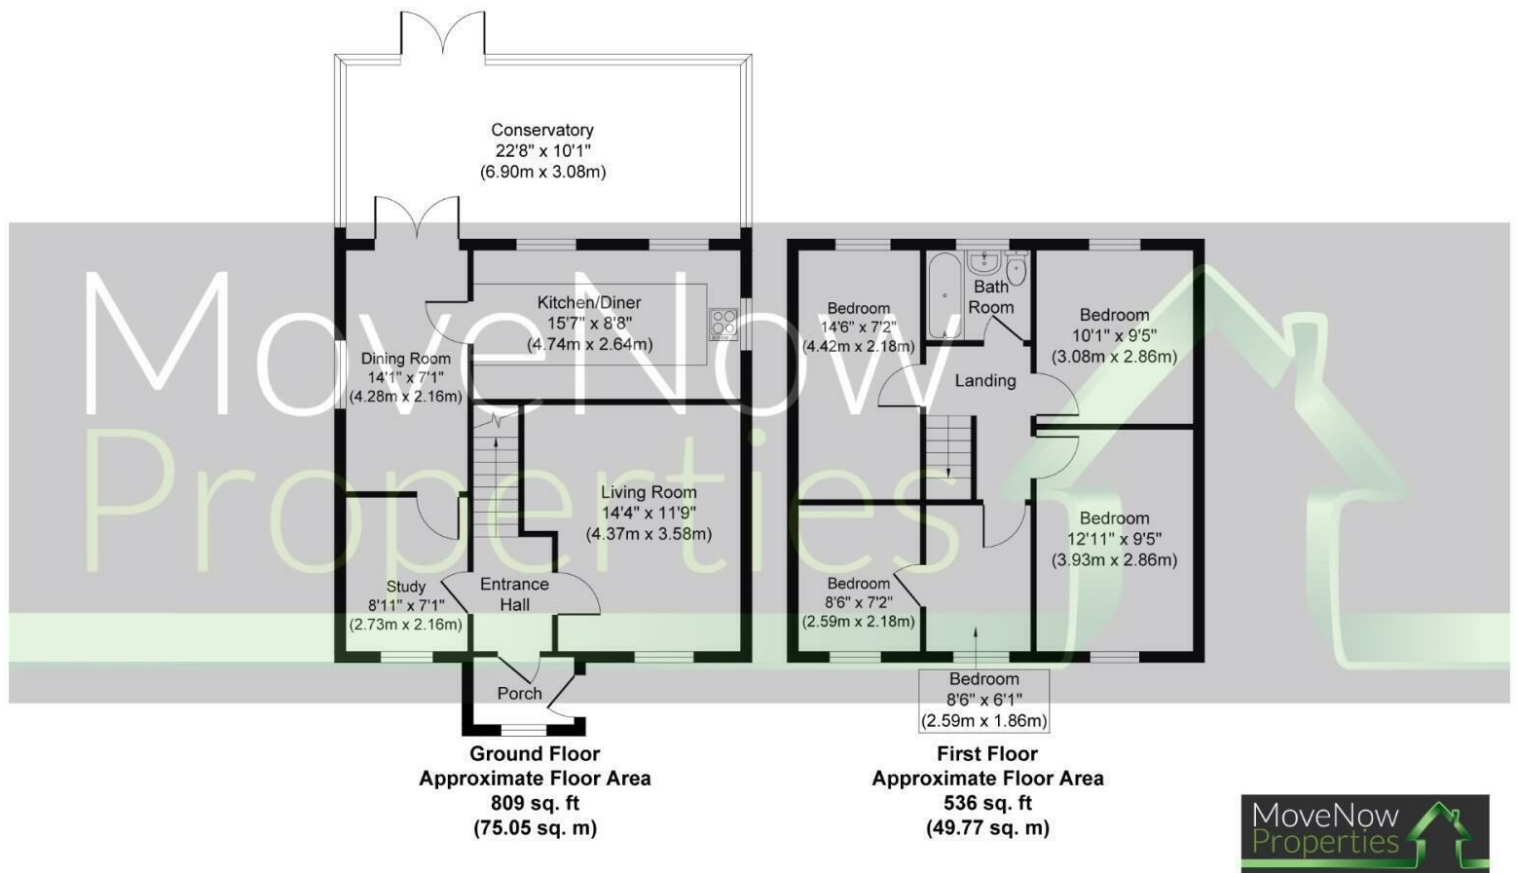 Conservatory
22'8" x 10'1"
(6.90m x 3.08m)
MoveNow
Properties
Kitchen/Diner
15'7" x 8'8"
(4.74m x 2.64m)
Dining Room
14'1" x 7'1"
(4.28m x 2.16m)
Living Room
14'4" x 11'9"
(4.37m x 3.58m)
Study
8'11" x 7'1"
(2.73m x 2.16m)
Entrance
Hall
Porch
Ground Floor
Approximate Floor Area
809 sq. ft
(75.05 sq. m)
Bedroom
14'6" x 7'2"
(4.42m x 2.18m)
Bath
Room
Bedroom
10'1" x 9'5"
(3.08m x 2.86m)
Landing
Bedroom
12'11" x 9'5"
(3.93m x 2.86m)
Bedroom
8'6" x 7'2"
(2.59m x 2.18m)
Bedroom
8'6" x 6'1"
(2.59m x 1.86m)
First Floor
Approximate Floor Area
536 sq. ft
(49.77 sq. m)
MoveNow
Properties